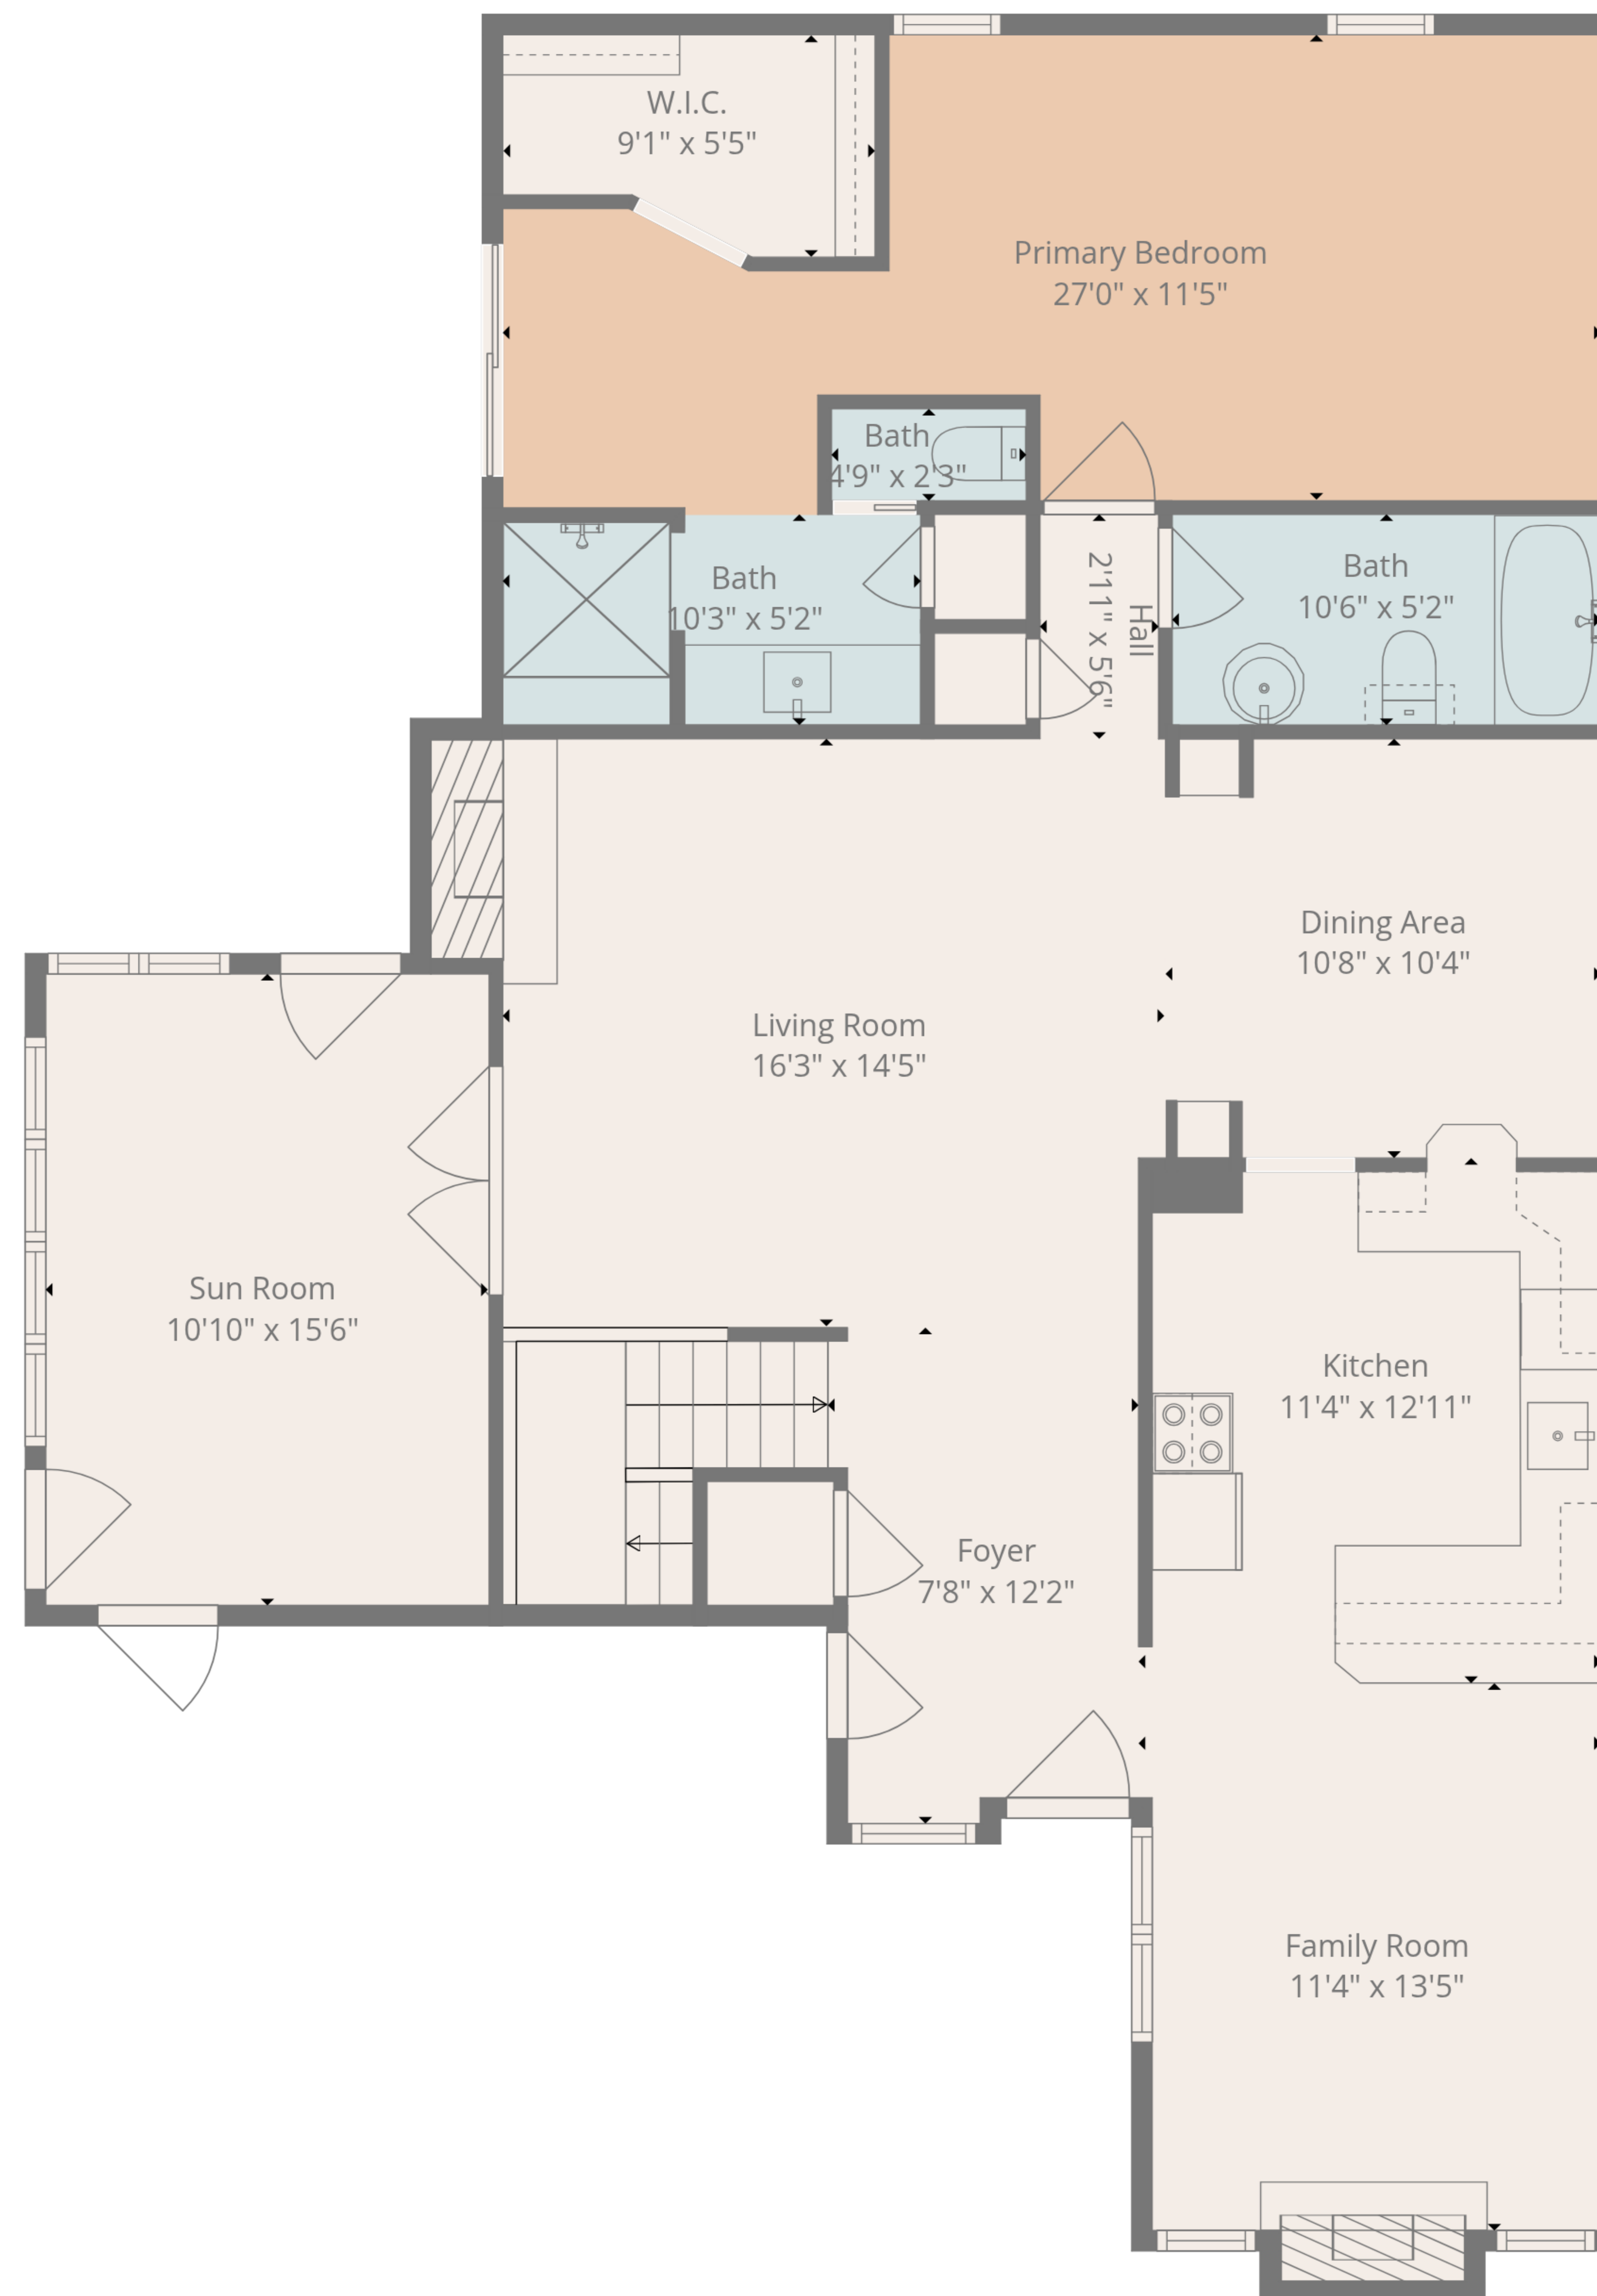 W.I.C.
9'1" x 5'5"
Primary Bedroom
27'0" x 11'5"
Bath
4'9" x 2'3"
Bath
10'3" x 5'2"
Hall
2'11" x 5'6"
Bath
10'6" x 5'2"
Dining Area
10'8" x 10'4"
Living Room
16'3" x 14'5"
Sun Room
10'10" x 15'6"
Kitchen
11'4" x 12'11"
Foyer
7'8" x 12'2"
Family Room
11'4" x 13'5"